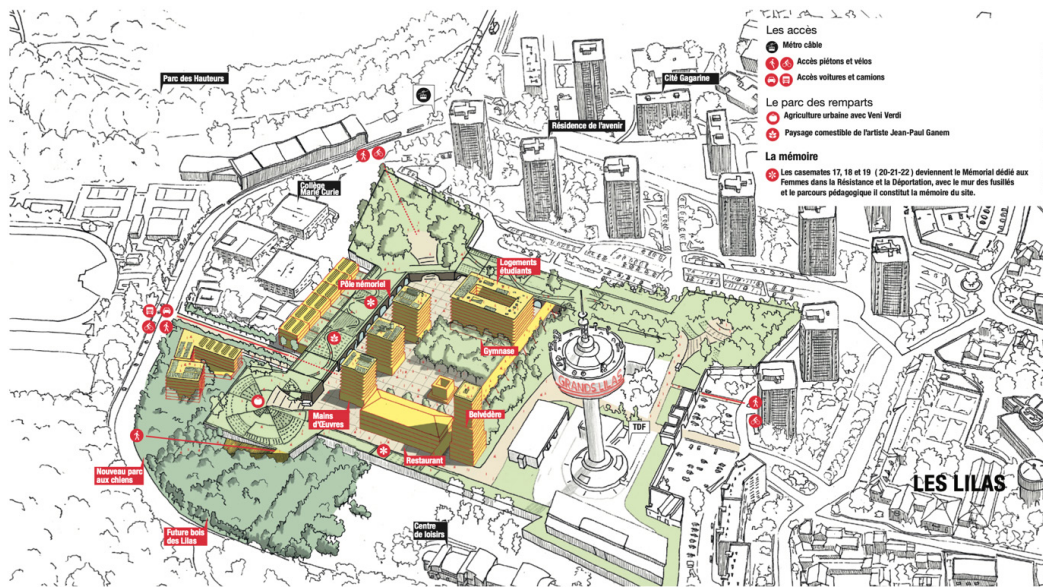 Les accès
Métro câble
Accès piétons et vélos
Accès voitures et camions
Le parc des remparts
Agriculture urbaine avec Veni Verdi
Paysage comestible de l'artiste Jean-Paul Ganem
La mémoire
Les casemates 17, 18 et 19 ( 20-21-22 ) deviennent le Mémorial dédié aux
Femmes dans la Résistance et la Déportation, avec le mur des fusillés
et le parcours pédagogique il constitut la mémoire du site.
Parc des Hauteurs
Cité Gagarine
Résidence de l'avenir
Collège
Marie Curie
Logements
étudiants
Pôle némoriel
Gymnase
GRANDS LILAS
Mains
d'Œuvres
Belvédère
TDF
Restaurant
Nouveau parc
aux chiens
LES LILAS
Future bois
des Lilas
Centre
de loisirs